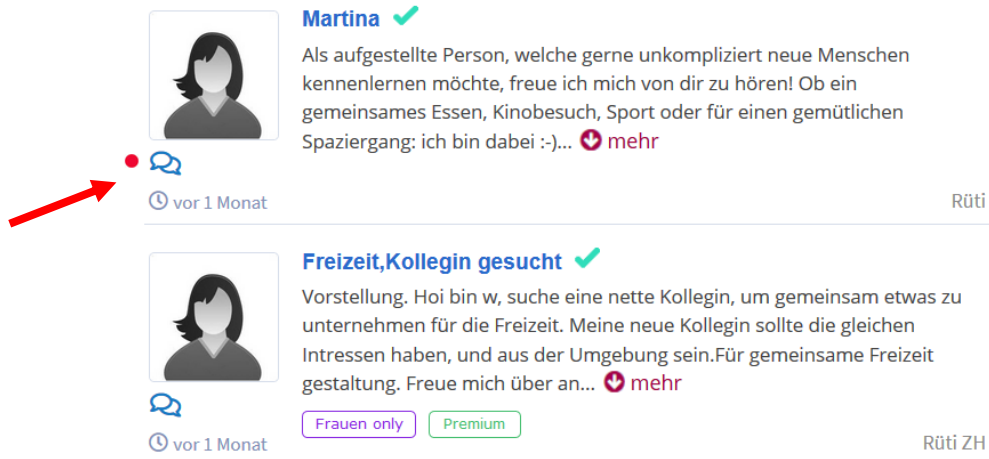 Martina
Als aufgestellte Person, welche gerne unkompliziert neue Menschen
kennenlernen möchte, freue ich mich von dir zu hören! Ob ein
gemeinsames Essen, Kinobesuch, Sport oder für einen gemütlichen
Spaziergang: ich bin dabei :-)... mehr
vor 1 Monat
Rüti
Freizeit,Kollegin gesucht
Vorstellung. Hoi bin w, suche eine nette Kollegin, um gemeinsam etwas zu
unternehmen für die Freizeit. Meine neue Kollegin sollte die gleichen
Intressen haben, und aus der Umgebung sein.Für gemeinsame Freizeit
gestaltung. Freue mich über an... mehr
Frauen only
Premium
vor 1 Monat
Rüti ZH